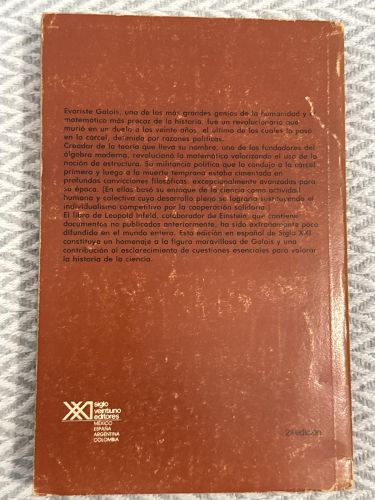 Evariste Galois, uno de los más grandes genios de la humanidad y el
matemático más precoz de la historia, fue un revolucionario que
murió en un duelo a los veinte años, el último de los cuales lo pasó
en la cárcel, detenido por razones políticas.
Creador de la teoría que lleva su nombre, uno de los fundadores del
álgebra moderna, revolucionó la matemática valorizando el uso de la
noción de estructura. Su militancia política que lo condujo a la cárcel
primero y luego a la muerte temprana estaba cimentada en
profundas convicciones filosóficas, excepcionalmente avanzadas para
su época. [En ellas basó su enfoque de la ciencia como actividad
humana y colectiva cuyo desarrollo pleno se lograría sustituyendo el
individualismo competitivo por la cooperación solidaria.]
El libro de Leopold Infeld, colaborador de Einstein, que contiene
documentos no publicados anteriormente, ha sido extrañamente poco
difundido en el mundo entero. Esta edición en español de Siglo XXI
constituye un homenaje a la figura maravillosa de Galois y una
contribución al esclarecimiento de cuestiones esenciales para valorar
la historia de la ciencia.
siglo
veintiuno
editores
MÉXICO
ESPAÑA
ARGENTINA
COLOMBIA
2ª edición